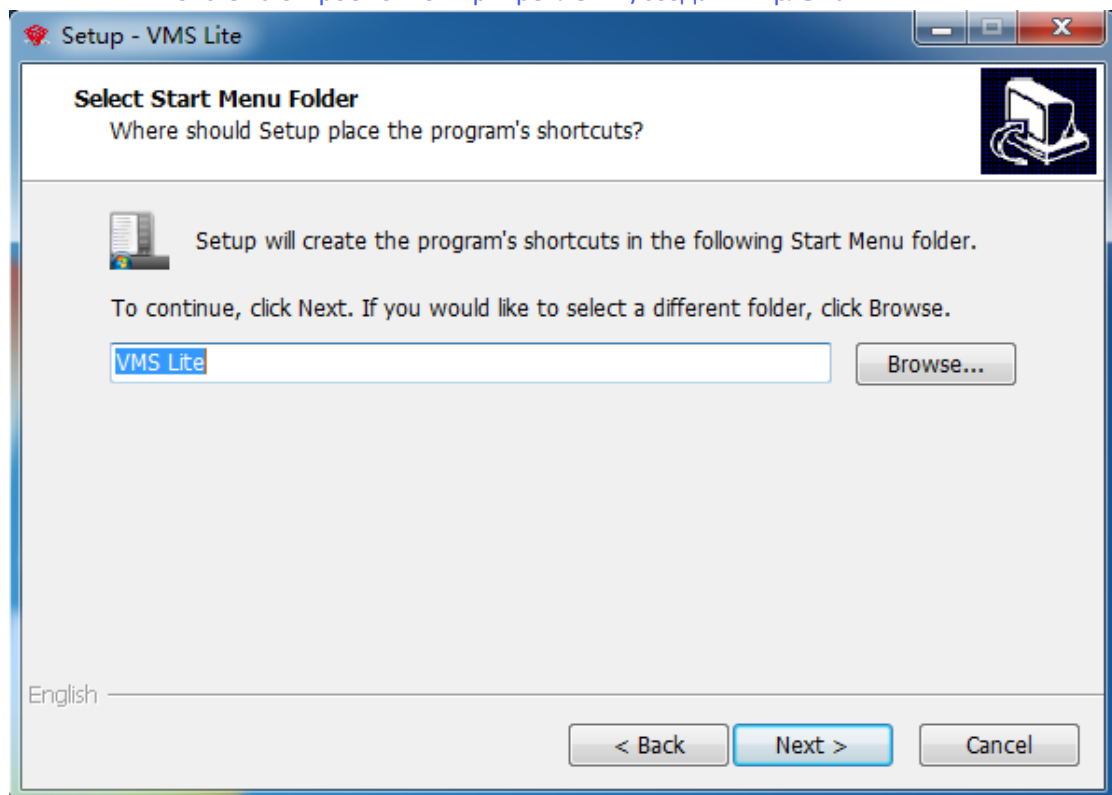 Setup - VMS Lite
Select Start Menu Folder
Where should Setup place the program's shortcuts?
Setup will create the program's shortcuts in the following Start Menu folder.
To continue, click Next. If you would like to select a different folder, click Browse.
VMS Lite
Browse...
English
< Back
Next >
Cancel